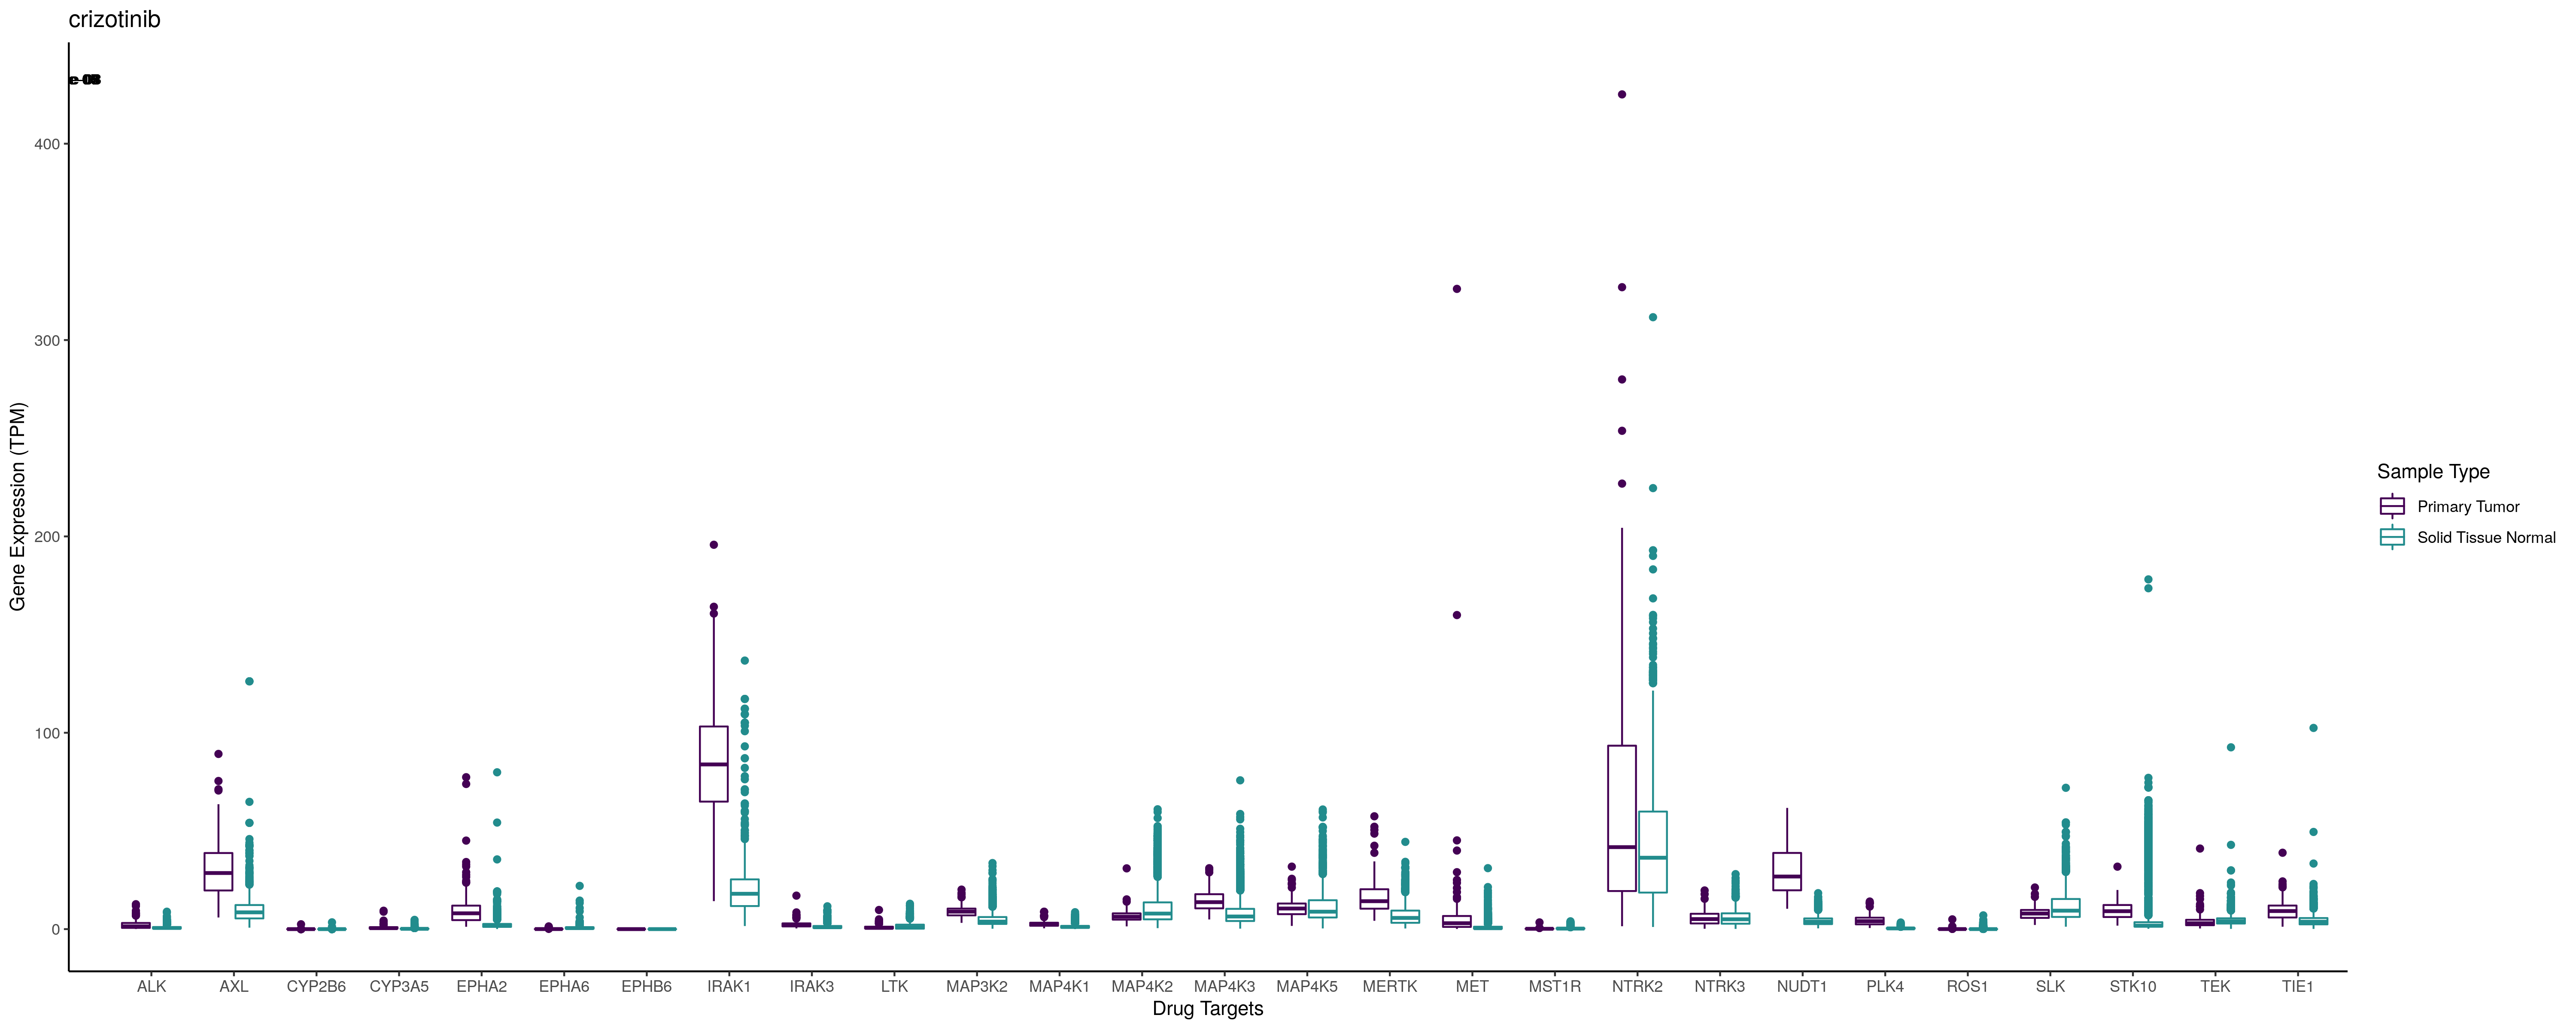 crizotinib
400
300
200
100
0
Gene Expression (TPM)
ALK AXL CYP2B6 CYP3A5 EPHA2 EPHA6 EPHB6 IRAK1 IRAK3 LTK MAP3K2 MAP4K1 MAP4K2 MAP4K3 MAP4K5 MERTK MET MST1R NTRK2 NTRK3 NUDT1 PLK4 ROS1 SLK STK10 TEK TIE1
Drug Targets
Sample Type
Primary Tumor
Solid Tissue Normal